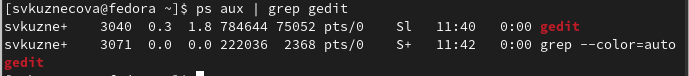 [svkuznecova@fedora ~]$ ps aux | grep gedit
svkuzne+    3040  0.3  1.8 784644 75052 pts/0    Sl   11:40   0:00 gedit
svkuzne+    3071  0.0  0.0 222036  2368 pts/0    S+   11:42   0:00 grep --color=auto
gedit